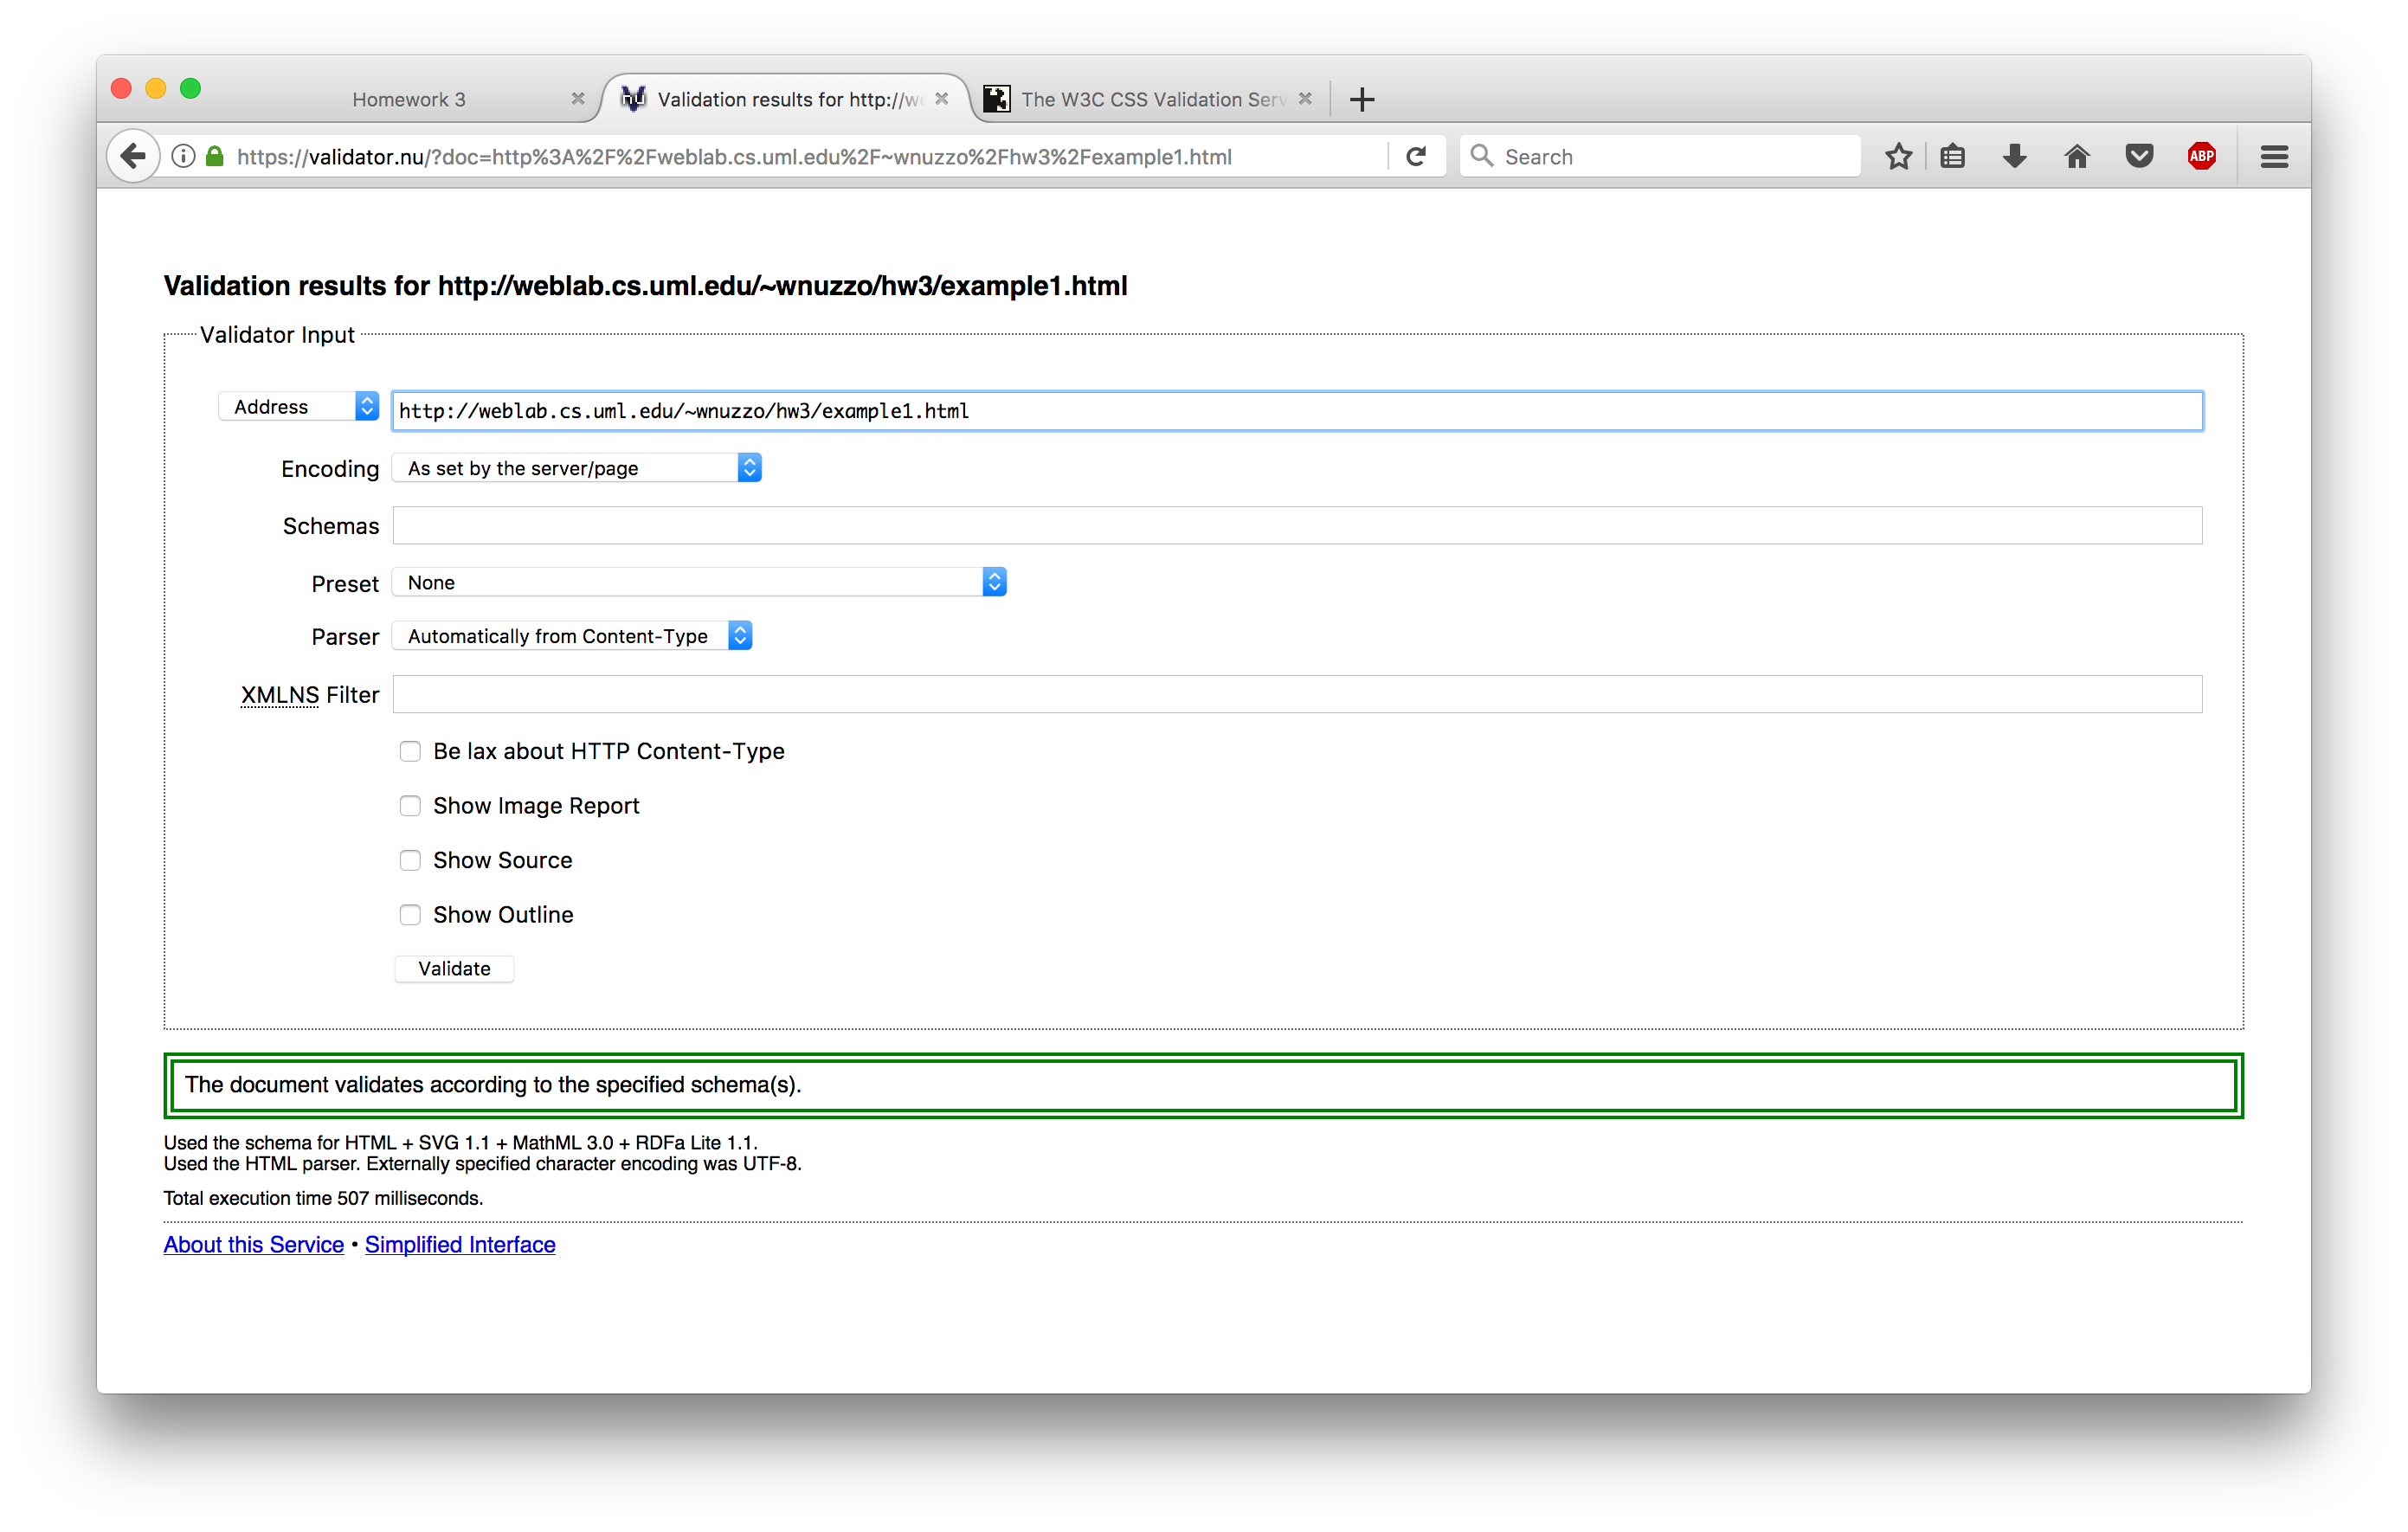 Homework 3
Validation results for http://we
The W3C CSS Validation Serv
https://validator.nu/?doc=http%3A%2F%2Fweblab.cs.uml.edu%2F~wnuzzo%2Fhw3%2Fexample1.html
Search
ABP
Validation results for http://weblab.cs.uml.edu/~wnuzzo/hw3/example1.html
Validator Input
Address http://weblab.cs.uml.edu/~wnuzzo/hw3/example1.html
Encoding As set by the server/page
Schemas
Preset None
Parser Automatically from Content-Type
XMLNS Filter
Be lax about HTTP Content-Type
Show Image Report
Show Source
Show Outline
Validate
The document validates according to the specified schema(s).
Used the schema for HTML + SVG 1.1 + MathML 3.0 + RDFa Lite 1.1.
Used the HTML parser. Externally specified character encoding was UTF-8.
Total execution time 507 milliseconds.
About this Service • Simplified Interface